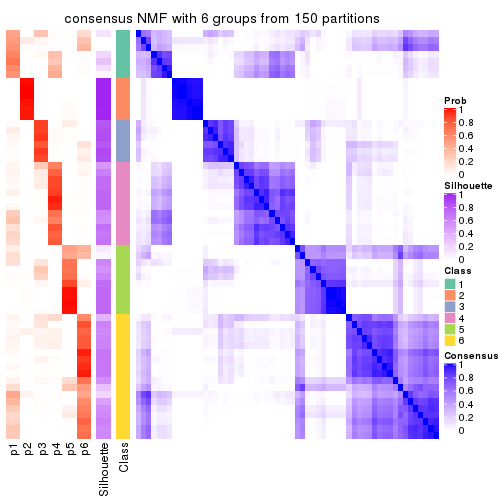 consensus NMF with 6 groups from 150 partitions
Prob
1
0.8
0.6
0.4
0.2
0
Silhouette
1
0.8
0.6
0.4
0.2
0
Class
1
2
3
4
5
6
Consensus
1
0.8
0.6
0.4
0.2
0
p1
p2
p3
p4
p5
p6
Silhouette
Class